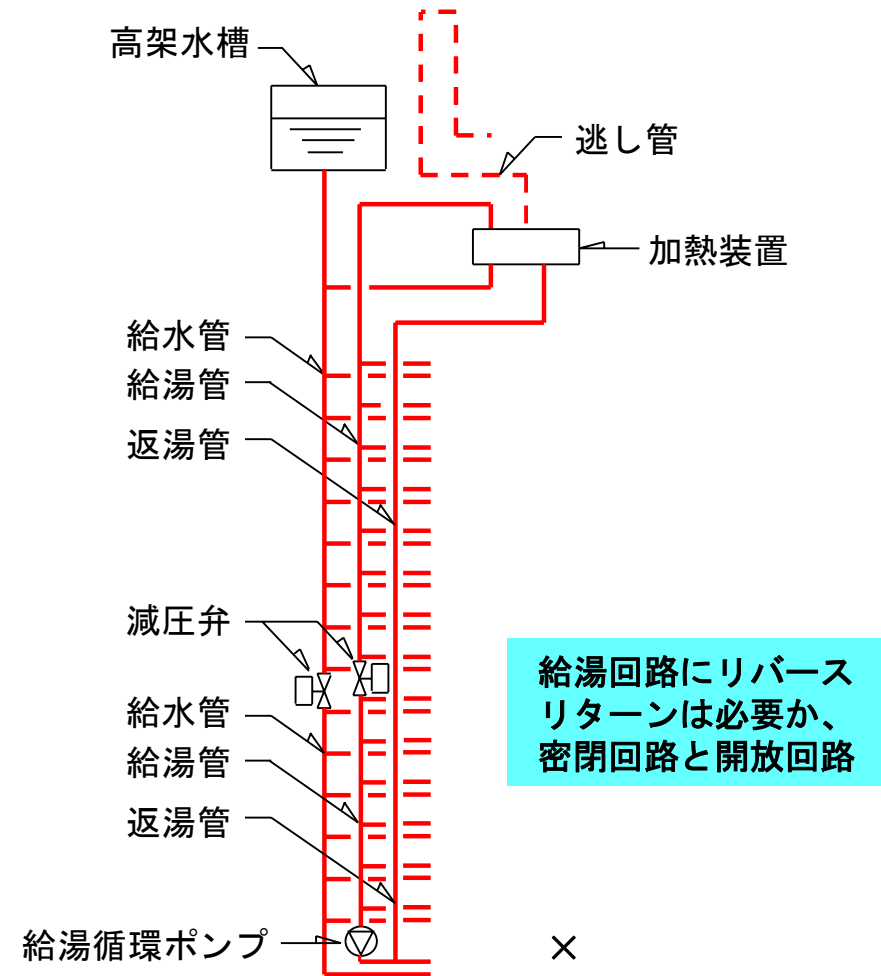 高架水槽
逃し管
加熱装置
給水管
給湯管
返湯管
減圧弁
給湯回路にリバース
リターンは必要か、
密閉回路と開放回路
給水管
給湯管
返湯管
給湯循環ポンプ
×